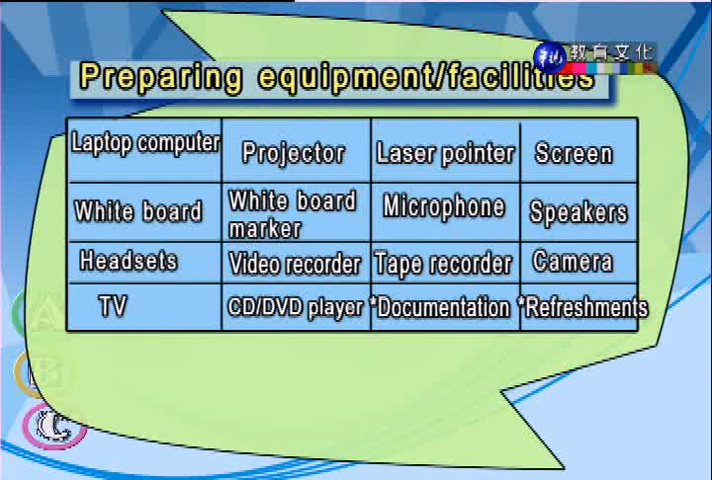 教育文化
Preparing equipment/facilities
Laptop computer Projector Laser pointer Screen
White board White board marker Microphone Speakers
Headsets Video recorder Tape recorder Camera
TV CD/DVD player *Documentation *Refreshments
A
B
C